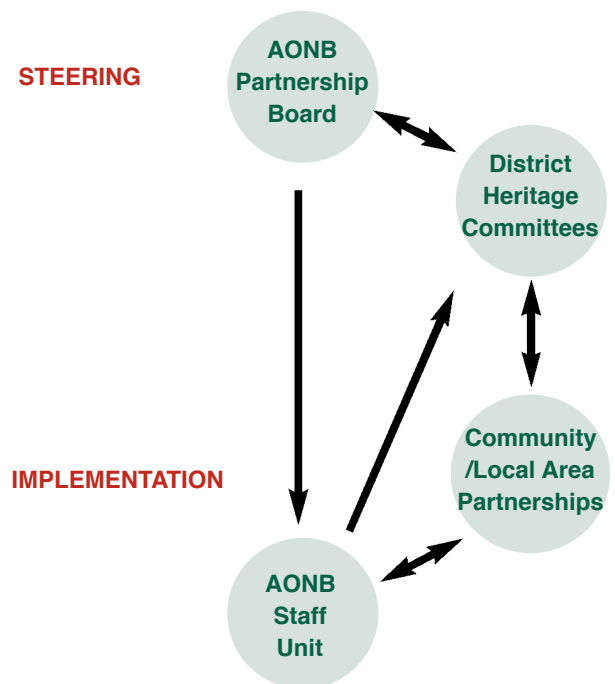 STEERING
AONB
Partnership
Board
District
Heritage
Committees
IMPLEMENTATION
Community
/Local Area
Partnerships
AONB
Staff
Unit